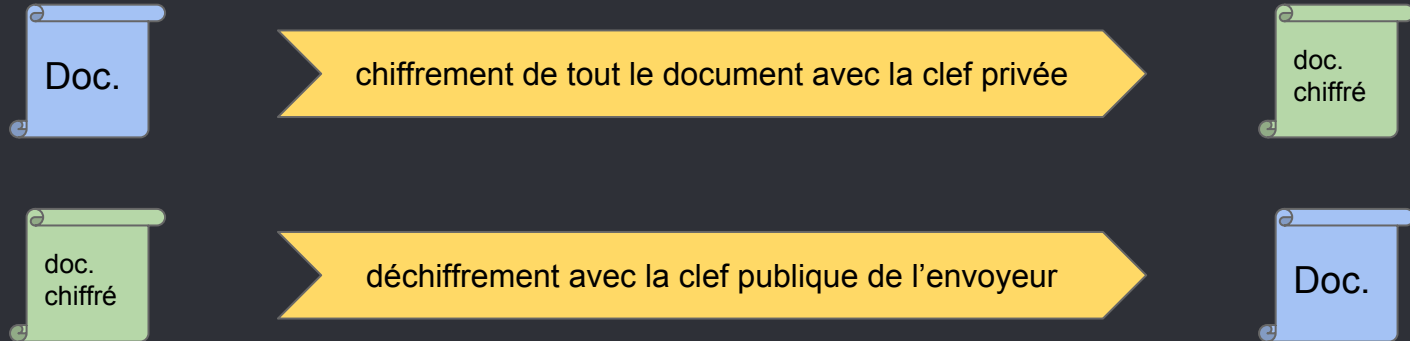 Doc.
chiffrement de tout le document avec la clef privée
doc.
chiffré
doc.
chiffré
déchiffrement avec la clef publique de l’envoyeur
Doc.